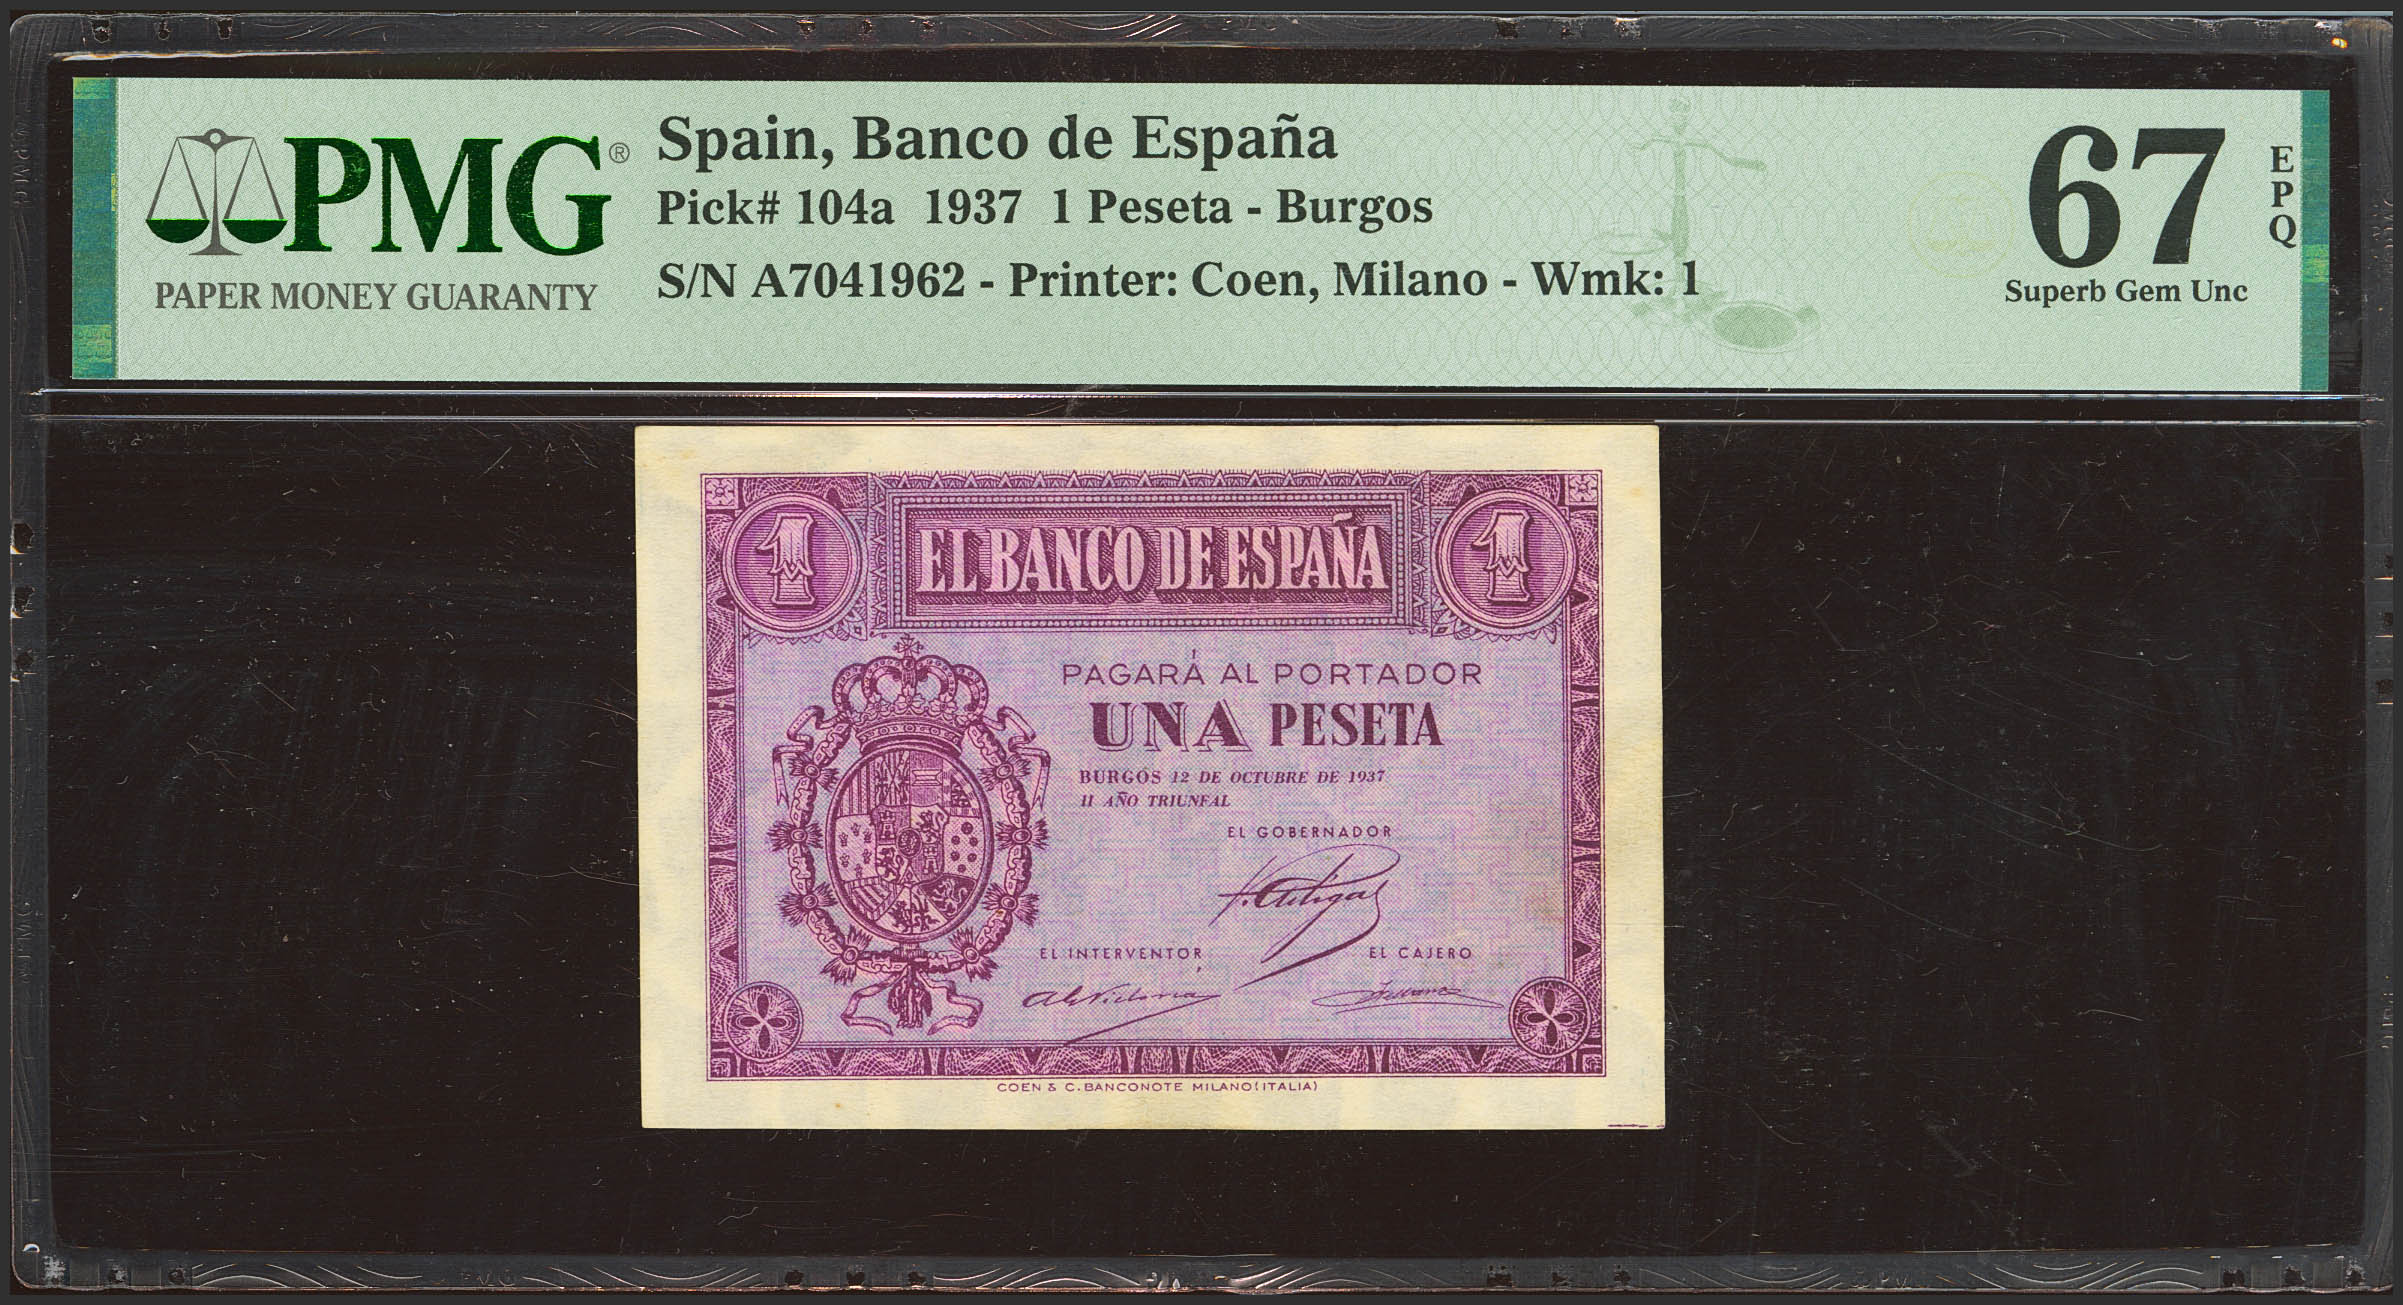 PMG®
PAPER MONEY GUARANTY
Spain, Banco de España
Pick# 104a 1937 1 Peseta - Burgos
S/N A7041962 - Printer: Coen, Milano - Wmk: 1
67
EPQ
Superb Gem Unc
1 EL BANCO DE ESPAÑA 1
PAGARÁ AL PORTADOR
UNA PESETA
BURGOS 12 DE OCTUBRE DE 1937
II AÑO TRIUNFAL
EL GOBERNADOR
EL INTERVENTOR EL CAJERO
COEN & C. BANCONOTE MILANO (ITALIA)